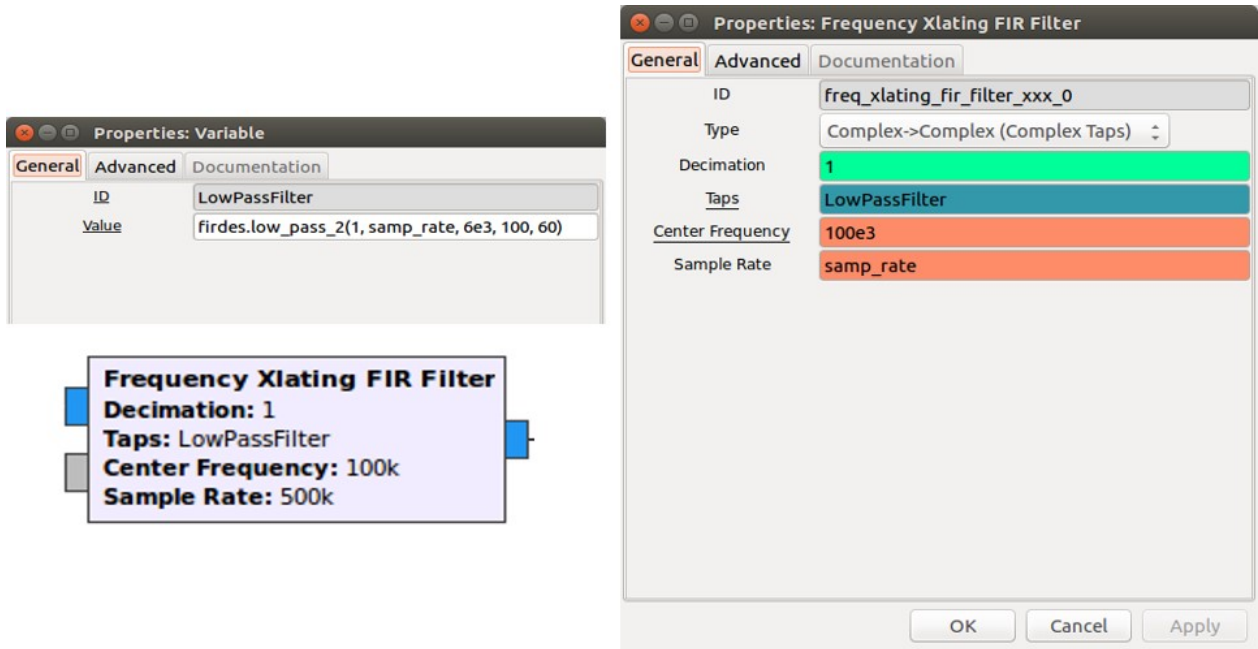 Properties: Variable
General Advanced Documentation
ID LowPassFilter
Value firdes.low_pass_2(1, samp_rate, 6e3, 100, 60)
Frequency Xlating FIR Filter
Decimation: 1
Taps: LowPassFilter
Center Frequency: 100k
Sample Rate: 500k
Properties: Frequency Xlating FIR Filter
General Advanced Documentation
ID freq_xlating_fir_filter_xxx_0
Type Complex->Complex (Complex Taps)
Decimation 1
Taps LowPassFilter
Center Frequency 100e3
Sample Rate samp_rate
OK Cancel Apply